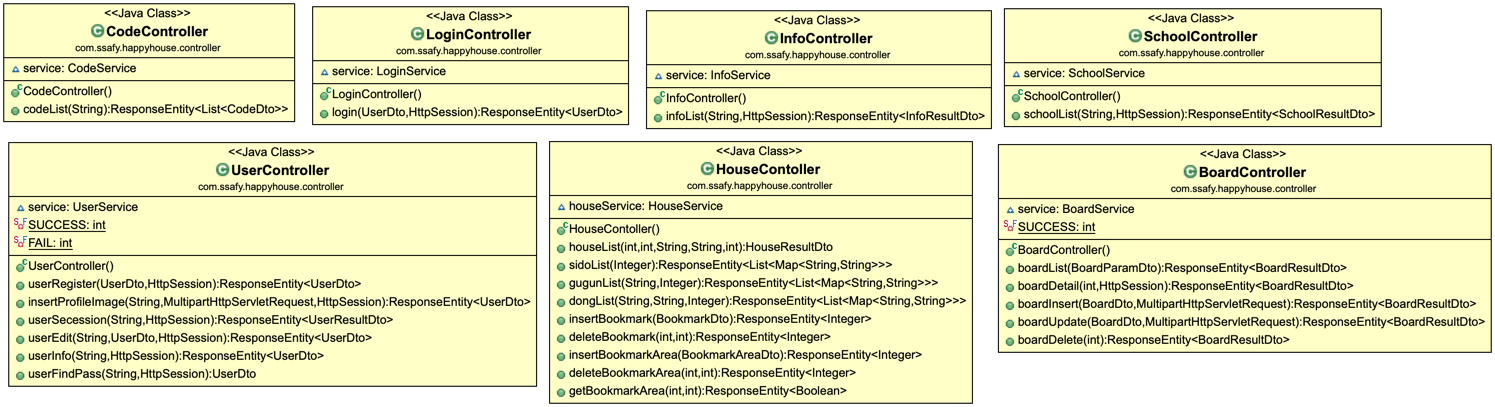 <<Java Class>>
CodeController
com.ssafy.happyhouse.controller
service: CodeService
CodeController()
codeList(String):ResponseEntity<List<CodeDto>>
<<Java Class>>
LoginController
com.ssafy.happyhouse.controller
service: LoginService
LoginController()
login(UserDto,HttpSession):ResponseEntity<UserDto>
<<Java Class>>
InfoController
com.ssafy.happyhouse.controller
service: InfoService
InfoController()
infoList(String,HttpSession):ResponseEntity<InfoResultDto>
<<Java Class>>
SchoolController
com.ssafy.happyhouse.controller
service: SchoolService
SchoolController()
schoolList(String,HttpSession):ResponseEntity<SchoolResultDto>
<<Java Class>>
UserController
com.ssafy.happyhouse.controller
service: UserService
SUCCESS: int
FAIL: int
UserController()
userRegister(UserDto,HttpSession):ResponseEntity<UserDto>
insertProfileImage(String,MultipartHttpServletRequest,HttpSession):ResponseEntity<UserDto>
userSecession(String,HttpSession):ResponseEntity<UserResultDto>
userEdit(String,UserDto,HttpSession):ResponseEntity<UserDto>
userInfo(String,HttpSession):ResponseEntity<UserDto>
userFindPass(String,HttpSession):UserDto
<<Java Class>>
HouseContoller
com.ssafy.happyhouse.controller
houseService: HouseService
HouseContoller()
houseList(int,int,String,String,int):HouseResultDto
sidoList(Integer):ResponseEntity<List<Map<String,String>>>
gugunList(String,Integer):ResponseEntity<List<Map<String,String>>>
dongList(String,String,Integer):ResponseEntity<List<Map<String,String>>>
insertBookmark(BookmarkDto):ResponseEntity<Integer>
deleteBookmark(int,int):ResponseEntity<Integer>
insertBookmarkArea(BookmarkAreaDto):ResponseEntity<Integer>
deleteBookmarkArea(int,int):ResponseEntity<Integer>
getBookmarkArea(int,int):ResponseEntity<Boolean>
<<Java Class>>
BoardController
com.ssafy.happyhouse.controller
service: BoardService
SUCCESS: int
BoardController()
boardList(BoardParamDto):ResponseEntity<BoardResultDto>
boardDetail(int,HttpSession):ResponseEntity<BoardResultDto>
boardInsert(BoardDto,MultipartHttpServletRequest):ResponseEntity<BoardResultDto>
boardUpdate(BoardDto,MultipartHttpServletRequest):ResponseEntity<BoardResultDto>
boardDelete(int):ResponseEntity<BoardResultDto>